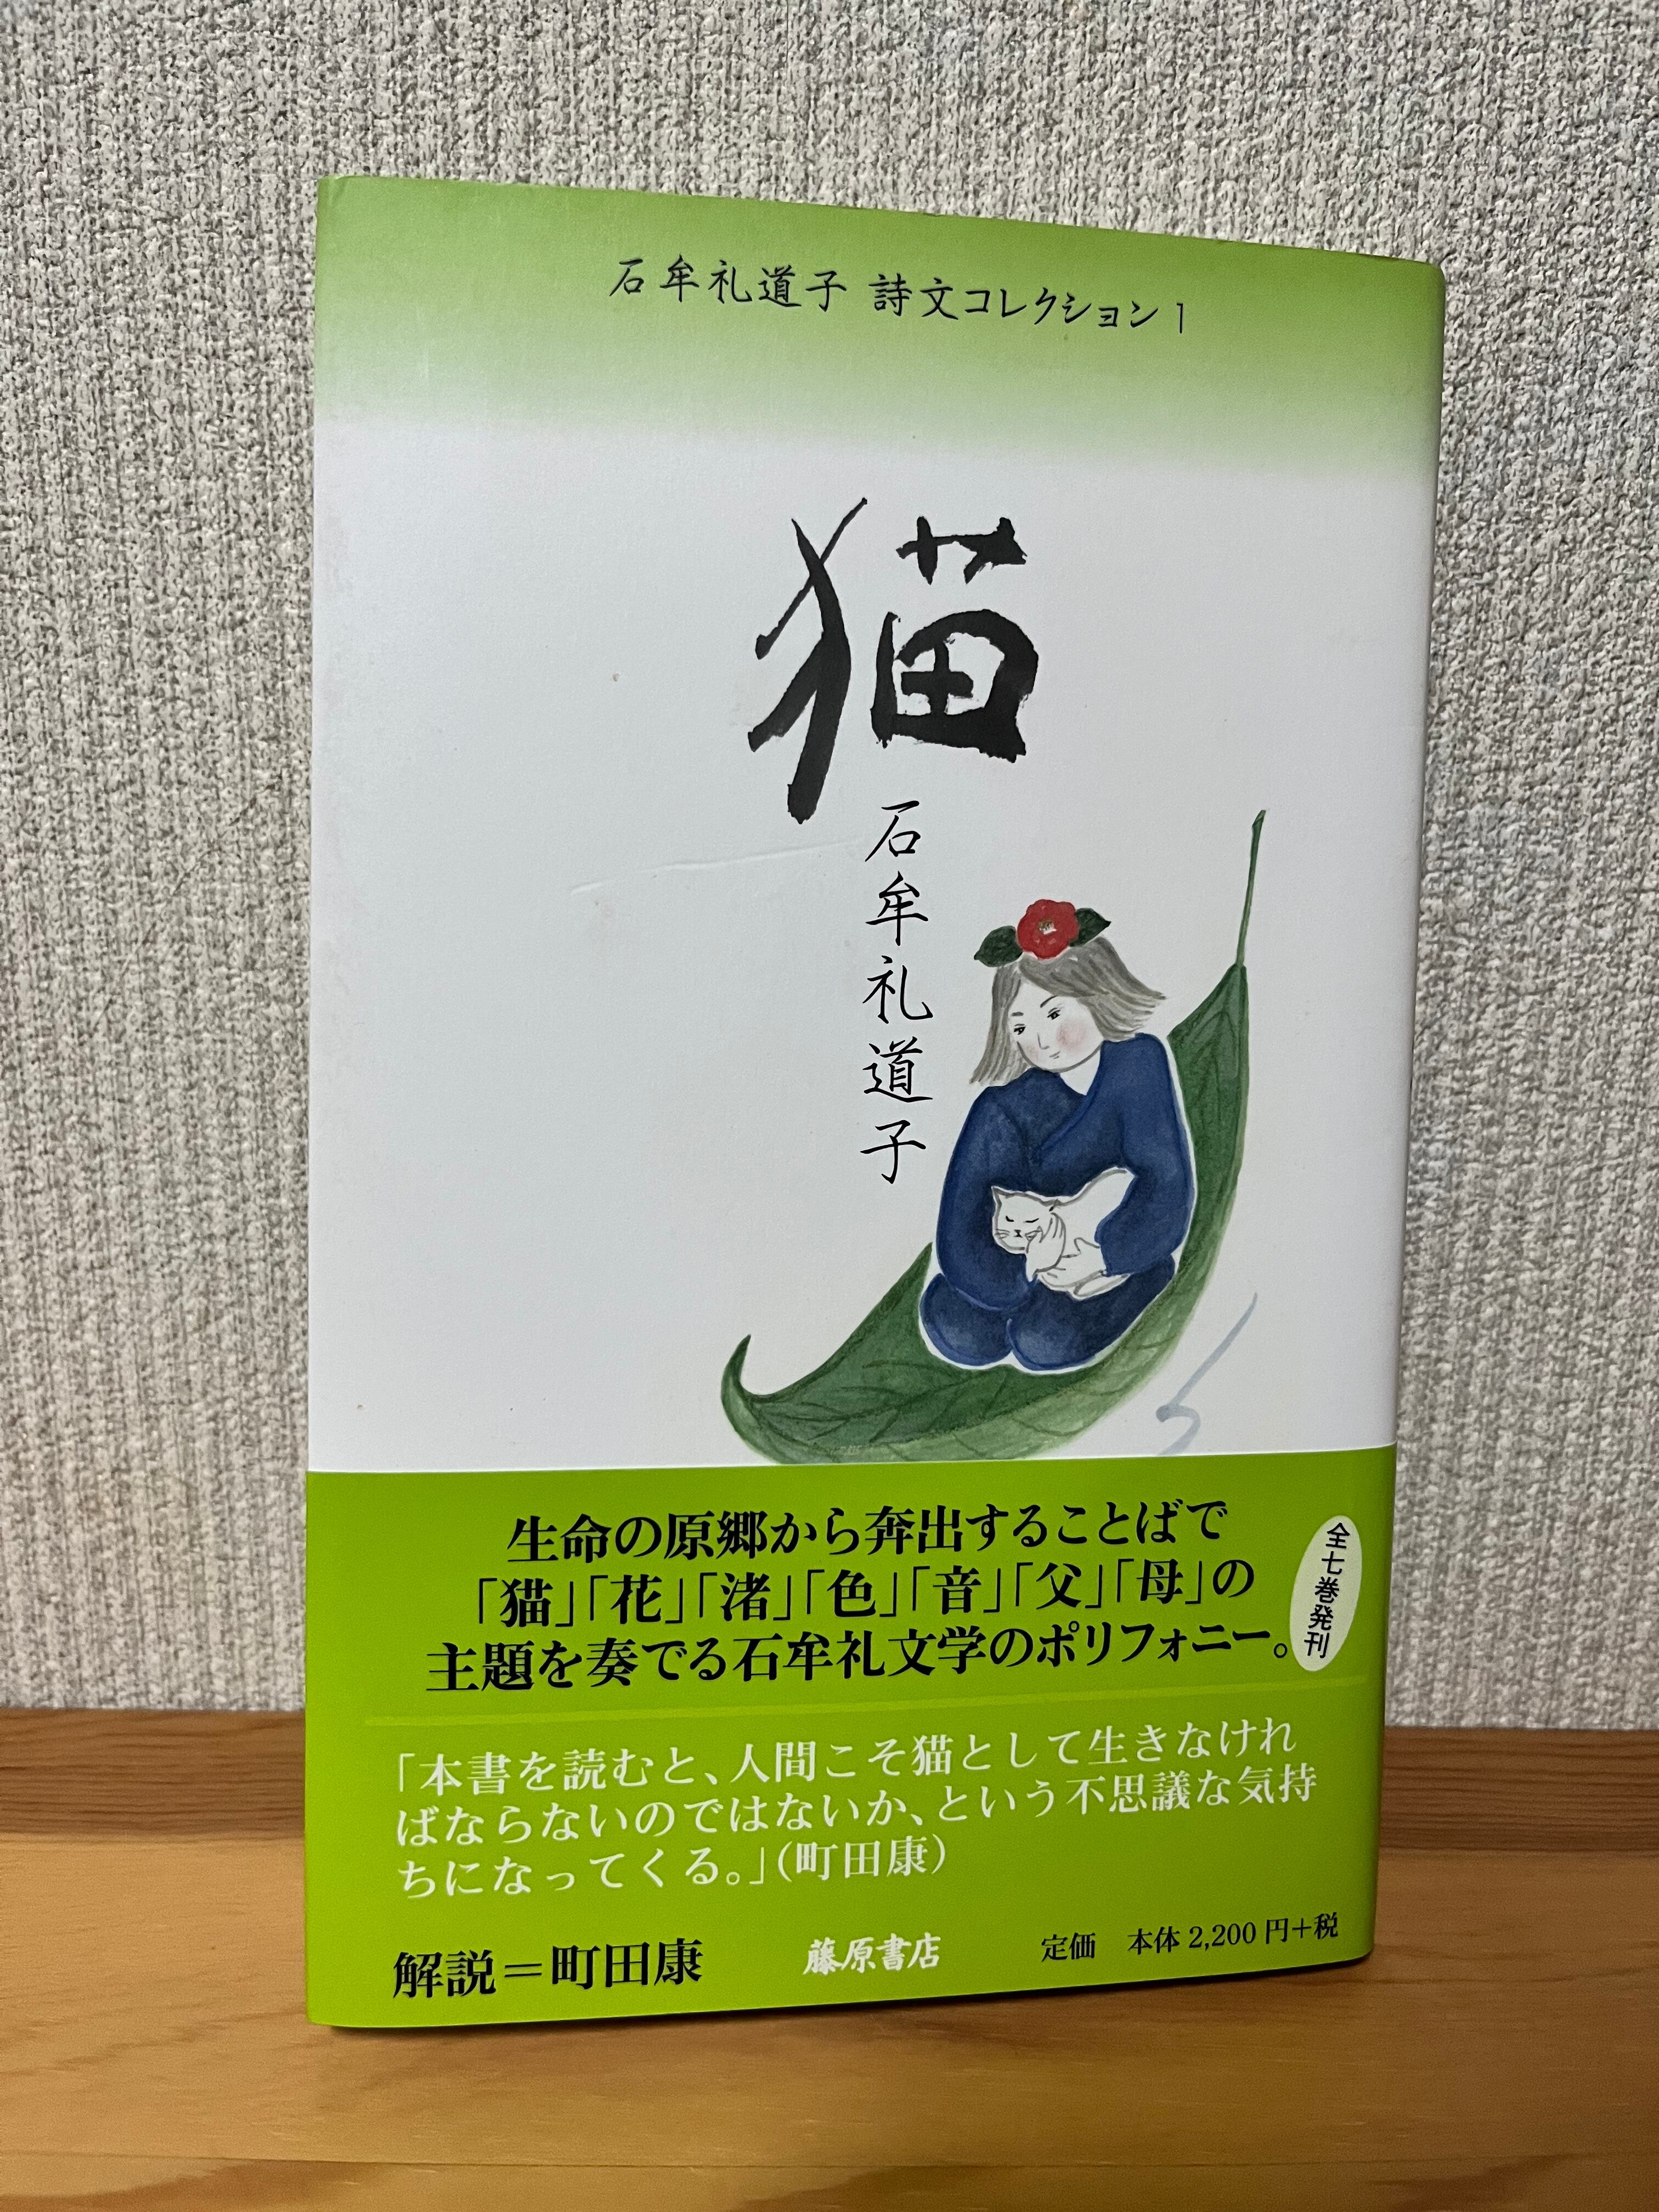 石牟礼道子 詩文コレクション 1
猫
石牟礼道子
生命の原郷から奔出することばで
「猫」「花」「渚」「色」「音」「父」「母」の
主題を奏でる石牟礼文学のポリフォニー。
全七巻発刊
「本書を読むと、人間こそ猫として生きなけれ
ばならないのではないか、という不思議な気持
ちになってくる。」(町田康)
解説=町田康
藤原書店
定価 本体 2,200 円+税